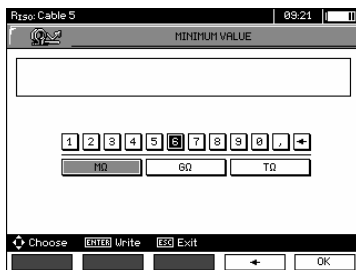 RISO: Cable 5 09:21
MINIMUM VALUE
1 2 3 4 5 6 7 8 9 0 , ←
MΩ GΩ TΩ
Choose ENTER Write ESC Exit
← OK